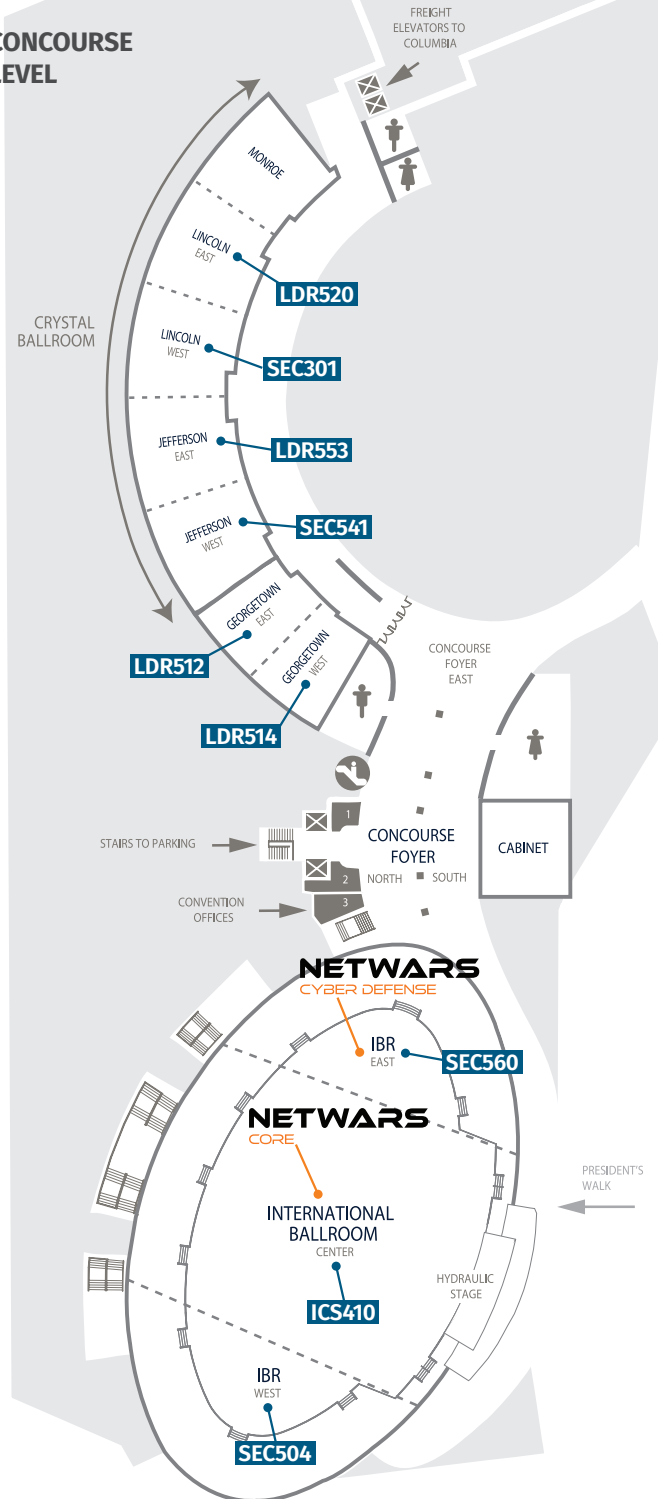 CONCOURSE
LEVEL
FREIGHT
ELEVATORS TO
COLUMBIA
MONROE
LINCOLN
EAST
LDR520
CRYSTAL
BALLROOM
LINCOLN
WEST
SEC301
JEFFERSON
EAST
LDR553
JEFFERSON
WEST
SEC541
GEORGETOWN
EAST
LDR512
GEORGETOWN
WEST
LDR514
CONCOURSE
FOYER
EAST
1
STAIRS TO PARKING
CONCOURSE
FOYER
NORTH
SOUTH
CABINET
2
CONVENTION
OFFICES
3
NETWARS
CYBER DEFENSE
IBR
EAST
SEC560
NETWARS
CORE
PRESIDENT'S
WALK
INTERNATIONAL
BALLROOM
CENTER
HYDRAULIC
STAGE
ICS410
IBR
WEST
SEC504